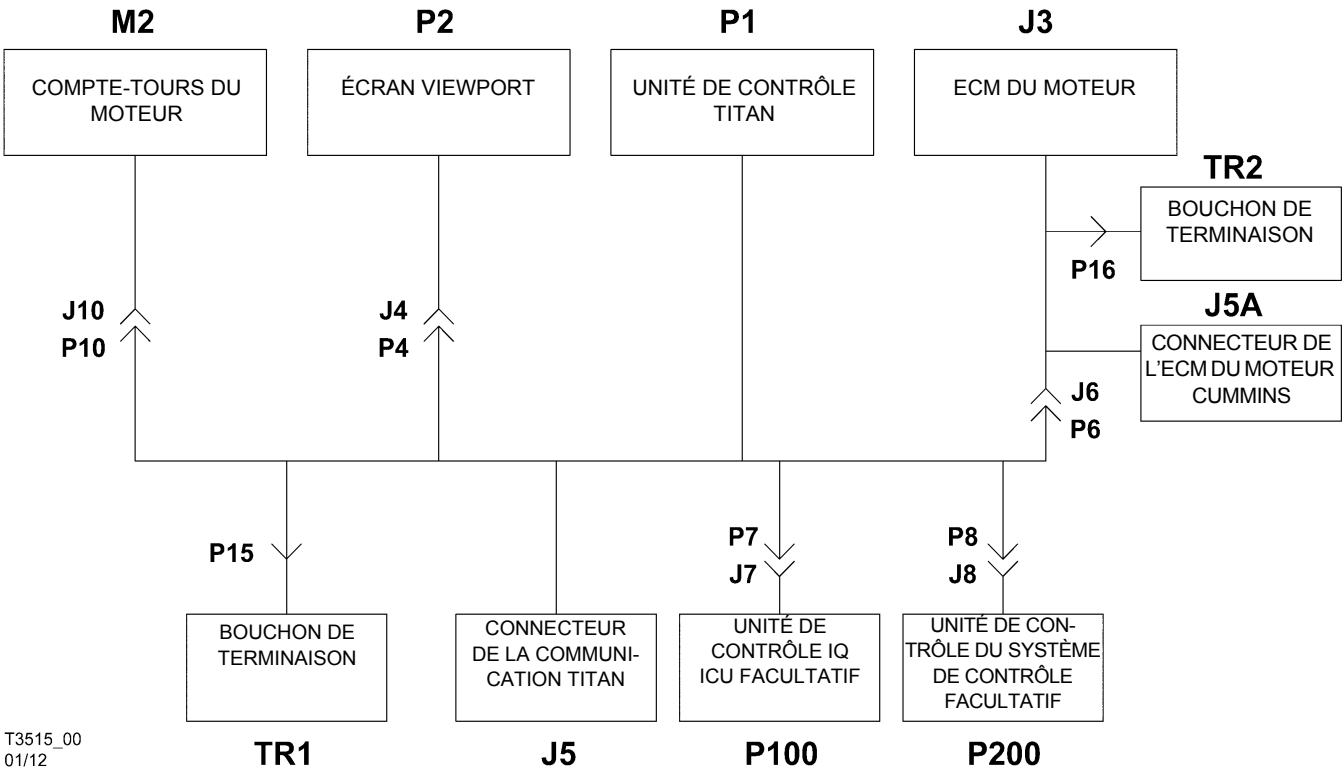 M2
P2
P1
J3
COMPTE-TOURS DU
MOTEUR
ÉCRAN VIEWPORT
UNITÉ DE CONTRÔLE
TITAN
ECM DU MOTEUR
TR2
BOUCHON DE
TERMINAISON
P16
J5A
CONNECTEUR DE
L'ECM DU MOTEUR
CUMMINS
J10
P10
J4
P4
J6
P6
P15
P7
J7
P8
J8
BOUCHON DE
TERMINAISON
CONNECTEUR
DE LA COMMUNI-
CATION TITAN
UNITÉ DE
CONTRÔLE IQ
ICU FACULTATIF
UNITÉ DE CON-
TRÔLE DU SYSTÈME
DE CONTRÔLE
FACULTATIF
TR1
J5
P100
P200
T3515_00
01/12